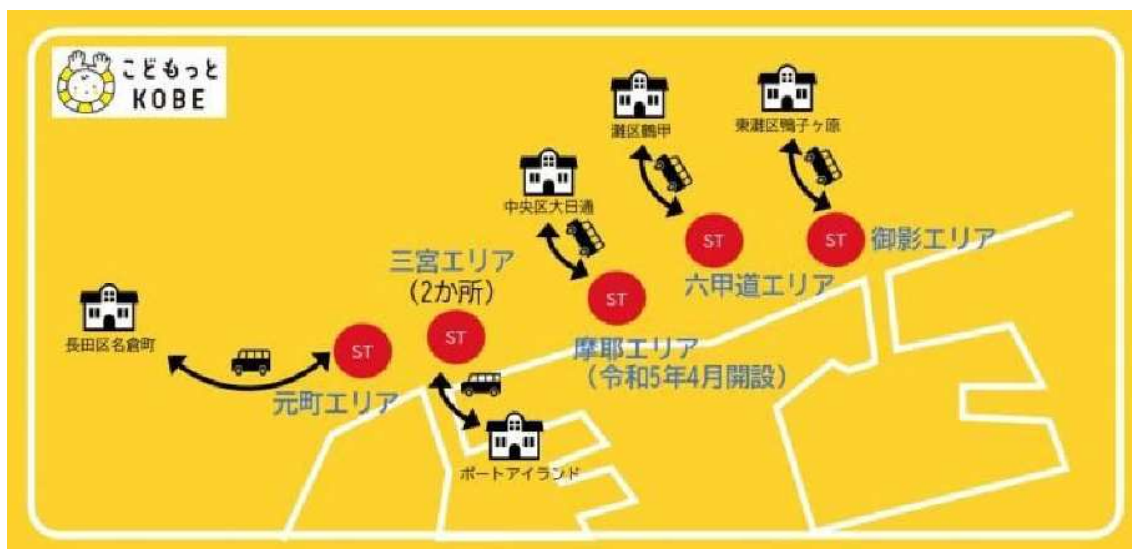 こどもっと
KOBE
灘区鶴甲
東灘区鴨子ヶ原
中央区大日通
ST
ST
御影エリア
三宮エリア
(2か所)
六甲道エリア
ST
長田区名倉町
ST
ST
摩耶エリア
(令和5年4月開設)
元町エリア
ポートアイランド